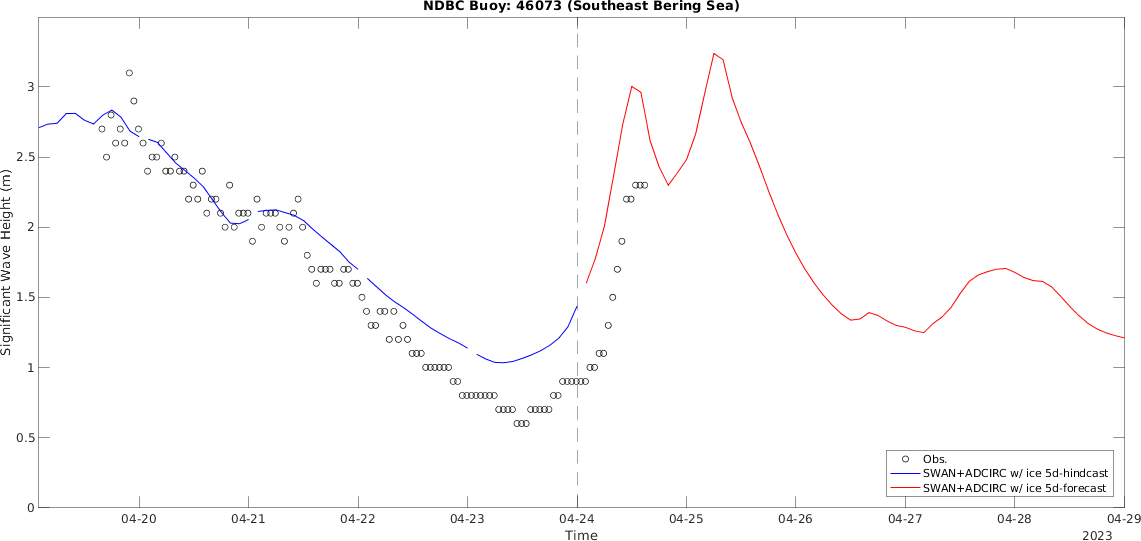 NDBC Buoy: 46073 (Southeast Bering Sea)
Significant Wave Height (m)
3
2.5
2
1.5
1
0.5
0
Obs.
SWAN+ADCIRC w/ ice 5d-hindcast
SWAN+ADCIRC w/ ice 5d-forecast
04-20 04-21 04-22 04-23 04-24 04-25 04-26 04-27 04-28 04-29
Time
2023